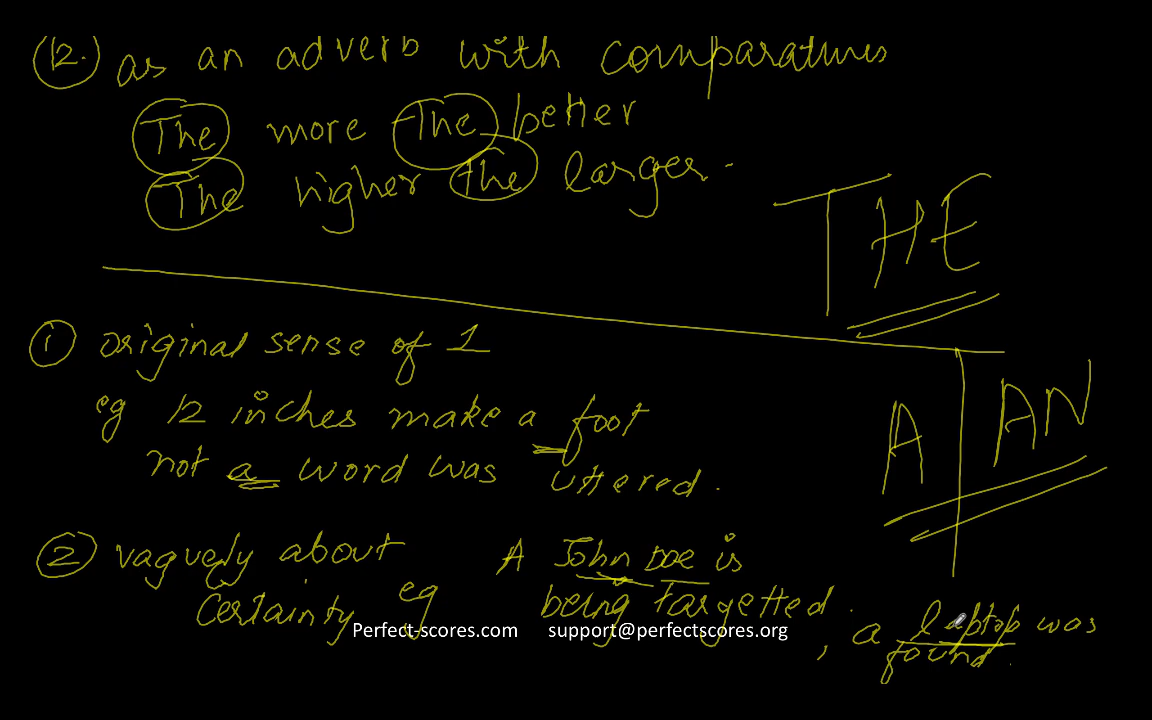 (12.) as an adverb with comparatives
The more the better
The higher the larger.
THE
① original sense of 1
eg 12 inches make a foot
not a word was uttered.
A | AN
② vaguely about certainty eg
A John Doe is
being targetted, a laptop was
found.
Perfect-scores.com support@perfectscores.org